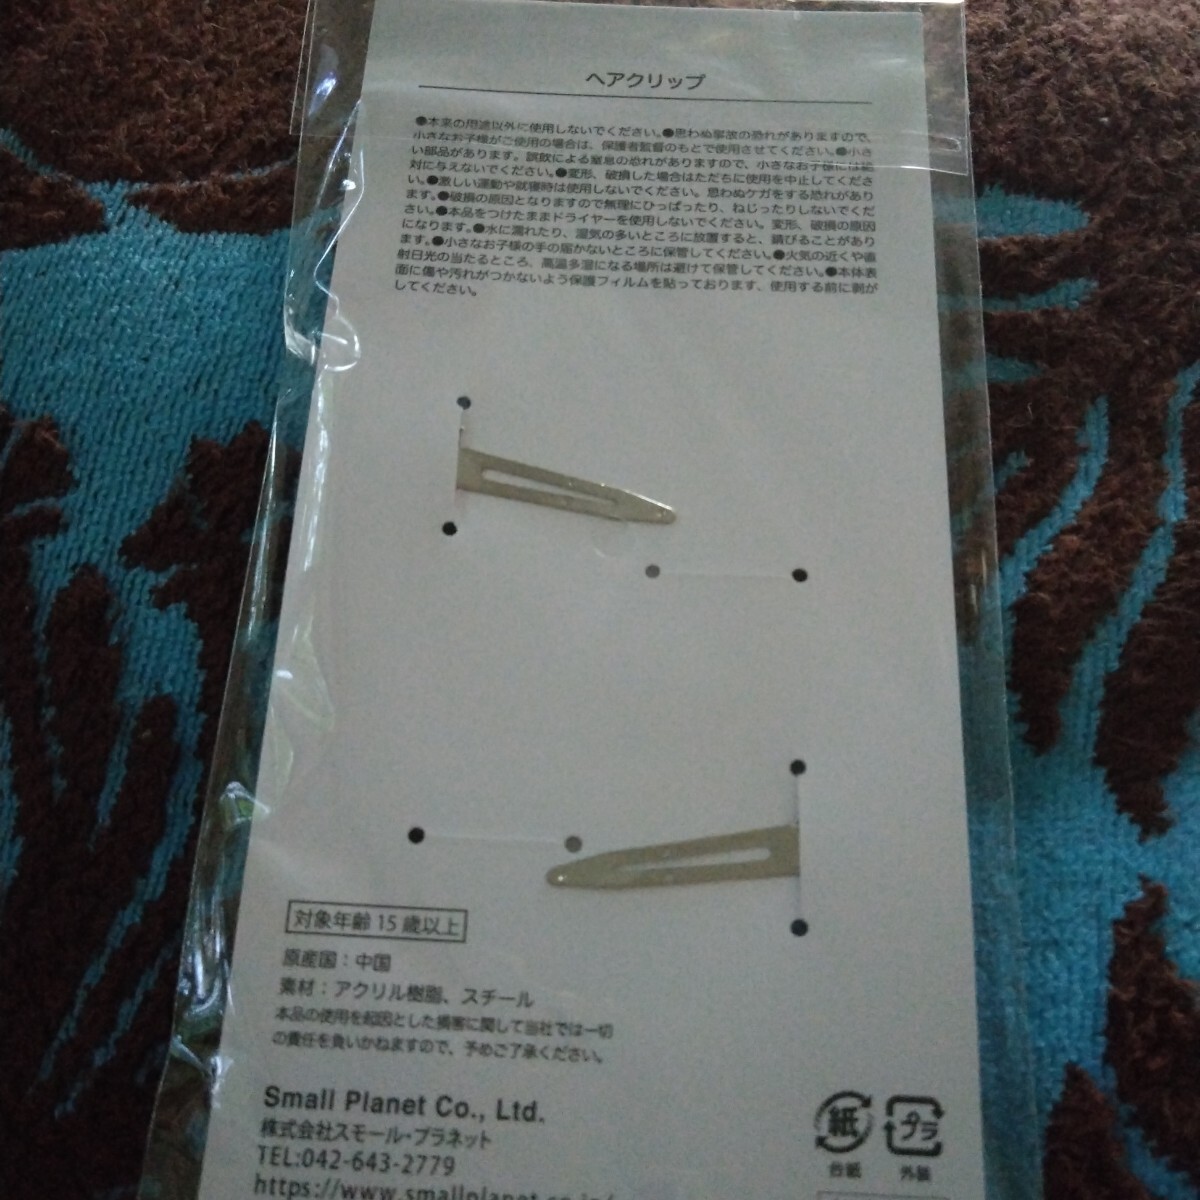 ヘアクリップ
●本来の用途以外に使用しないでください。●思わぬ事故の恐れがありますので、
小さなお子様がご使用の場合は、保護者監督のもとで使用させてください。●小さ
い部品があります。誤飲による窒息の恐れがありますので、小さなお子様には絶
対に与えないでください。●変形、破損した場合はただちに使用を中止してくださ
い。●激しい運動や就寝時は使用しないでください。思わぬケガをする恐れがあり
ます。●破損の原因となりますので無理にひっぱったり、ねじったりしないでくだ
さい。●本品をつけたままドライヤーを使用しないでください。変形、破損の原因
になります。●水に濡れたり、湿気の多いところに放置すると、錆びることがあり
ます。●小さなお子様の手の届かないところに保管してください。●火気の近くや直
射日光の当たるところ、高温多湿になる場所は避けて保管してください。●本体表
面に傷や汚れがつかないよう保護フィルムを貼っております、使用する前に剥が
してください。
対象年齢 15 歳以上
原産国：中国
素材：アクリル樹脂、スチール
本品の使用を起因とした損害に関して当社では一切
の責任を負いかねますので、予めご了承ください。
Small Planet Co., Ltd.
株式会社スモール・プラネット
TEL:042-643-2779
https://www.smallplanet.co.jp/
紙
台紙
プラ
外装